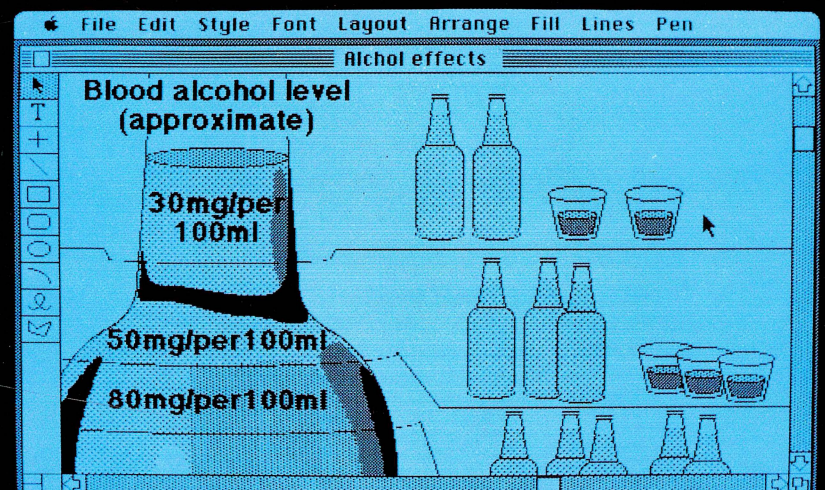 File Edit Style Font Layout Arrange Fill Lines Pen
Alchol effects
T
Blood alcohol level
(approximate)
30mg/per
100ml
50mg/per100ml
80mg/per100ml